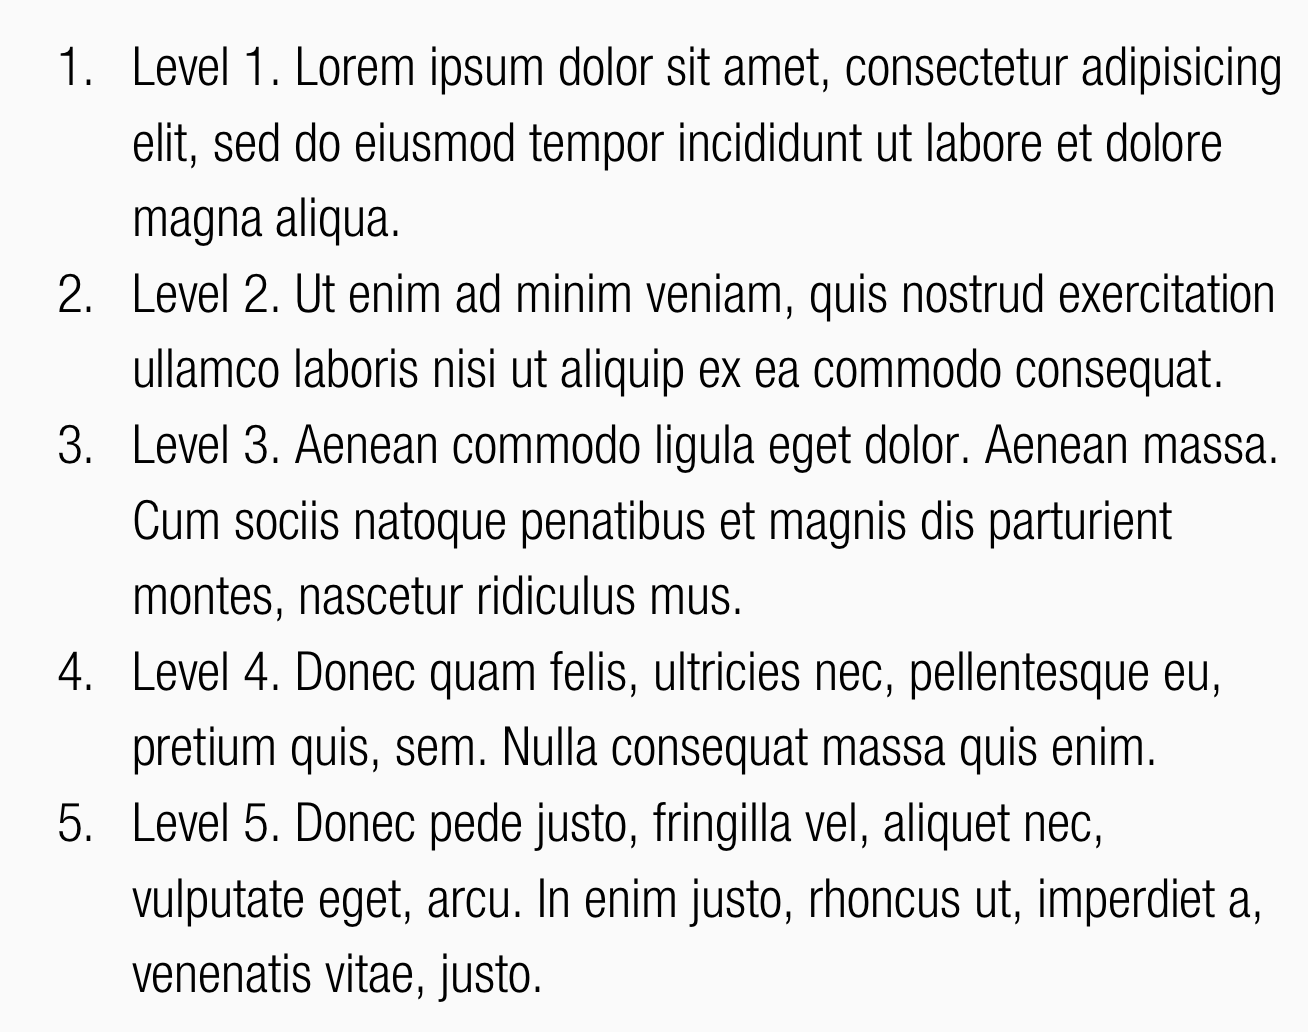 1. Level 1. Lorem ipsum dolor sit amet, consectetur adipisicing
elit, sed do eiusmod tempor incididunt ut labore et dolore
magna aliqua.
2. Level 2. Ut enim ad minim veniam, quis nostrud exercitation
ullamco laboris nisi ut aliquip ex ea commodo consequat.
3. Level 3. Aenean commodo ligula eget dolor. Aenean massa.
Cum sociis natoque penatibus et magnis dis parturient
montes, nascetur ridiculus mus.
4. Level 4. Donec quam felis, ultricies nec, pellentesque eu,
pretium quis, sem. Nulla consequat massa quis enim.
5. Level 5. Donec pede justo, fringilla vel, aliquet nec,
vulputate eget, arcu. In enim justo, rhoncus ut, imperdiet a,
venenatis vitae, justo.